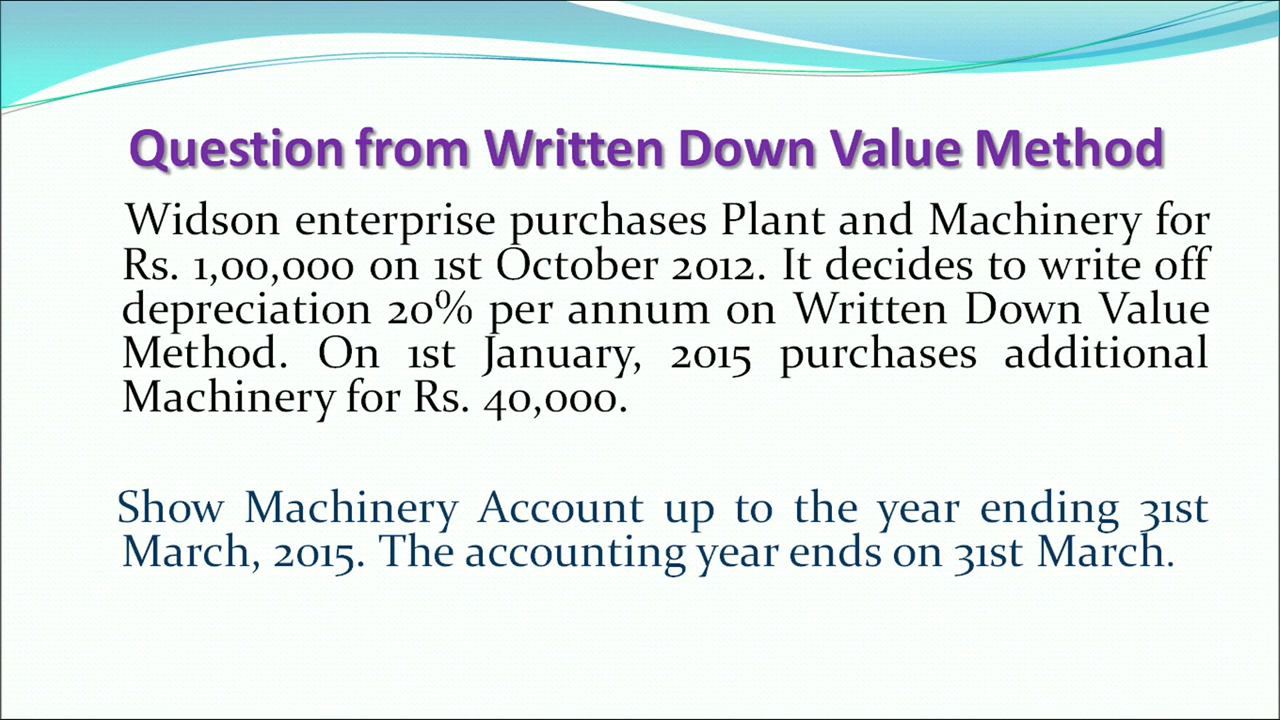 Question from Written Down Value Method
Widson enterprise purchases Plant and Machinery for
Rs. 1,00,000 on 1st October 2012. It decides to write off
depreciation 20% per annum on Written Down Value
Method. On 1st January, 2015 purchases additional
Machinery for Rs. 40,000.
Show Machinery Account up to the year ending 31st
March, 2015. The accounting year ends on 31st March.